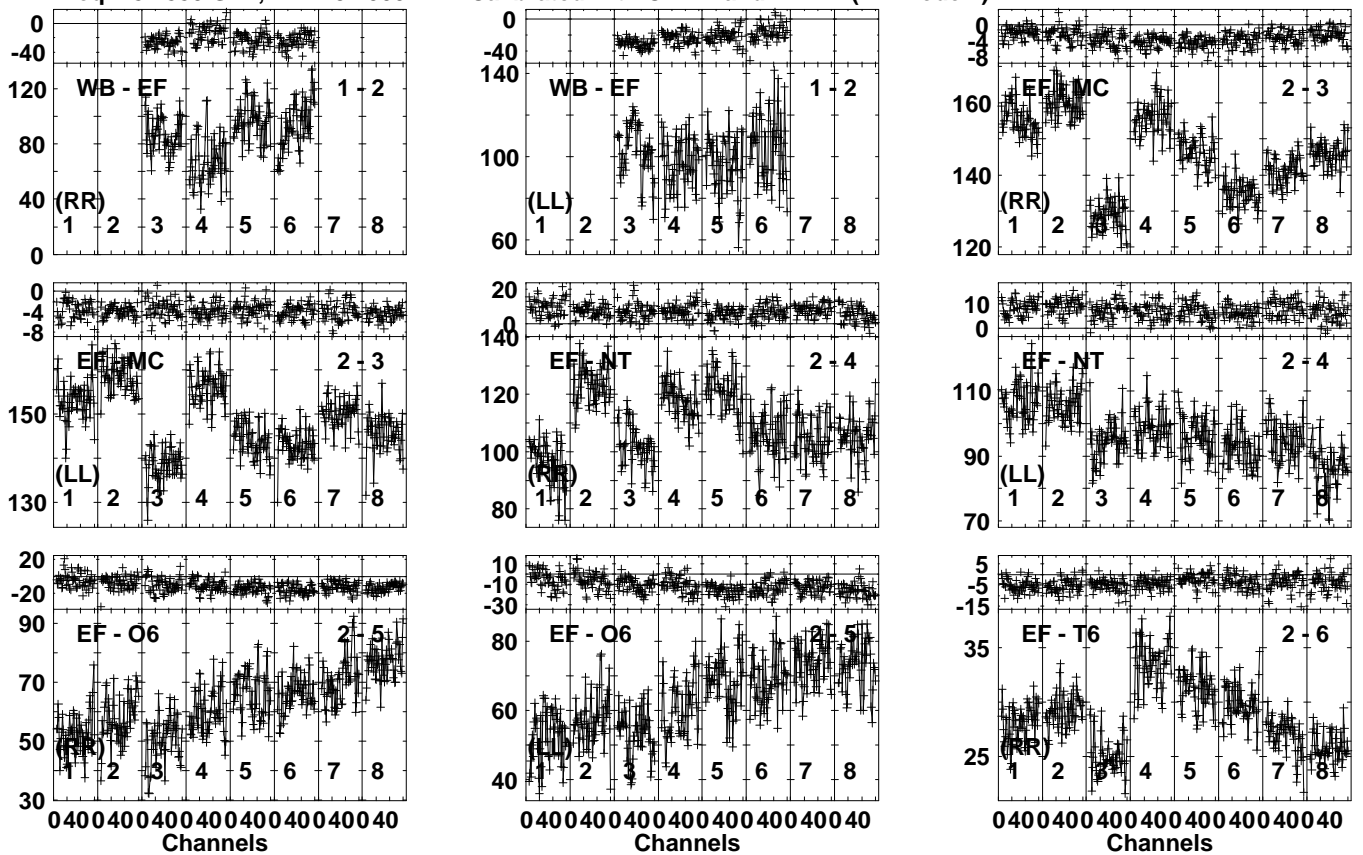 0
-40
WB - EF 1 - 2
120
80
40
0
(RR)
1 2 3 4 5 6 7 8
0
-40
WB - EF 1 - 2
140
100
60
(LL)
1 2 3 4 5 6 7 8
0
-4
-8
EF - MC 2 - 3
160
140
120
(RR)
1 2 3 4 5 6 7 8
0
-4
-8
EF - MC 2 - 3
150
130
(LL)
1 2 3 4 5 6 7 8
20
0
EF - NT 2 - 4
140
120
100
80
(RR)
1 2 3 4 5 6 7 8
10
0
EF - NT 2 - 4
110
90
70
(LL)
1 2 3 4 5 6 7 8
20
-20
EF - O6 2 - 5
90
70
50
30
(RR)
1 2 3 4 5 6 7 8
0 40 0 40 0 40 0 40 0 40 0 40 0 40 0 40
Channels
10
-10
-30
EF - O6 2 - 5
80
60
40
(LL)
1 2 3 4 5 6 7 8
0 40 0 40 0 40 0 40 0 40 0 40 0 40 0 40
Channels
5
-5
-15
EF - T6 2 - 6
35
25
(RR)
1 2 3 4 5 6 7 8
0 40 0 40 0 40 0 40 0 40 0 40 0 40 0 40
Channels